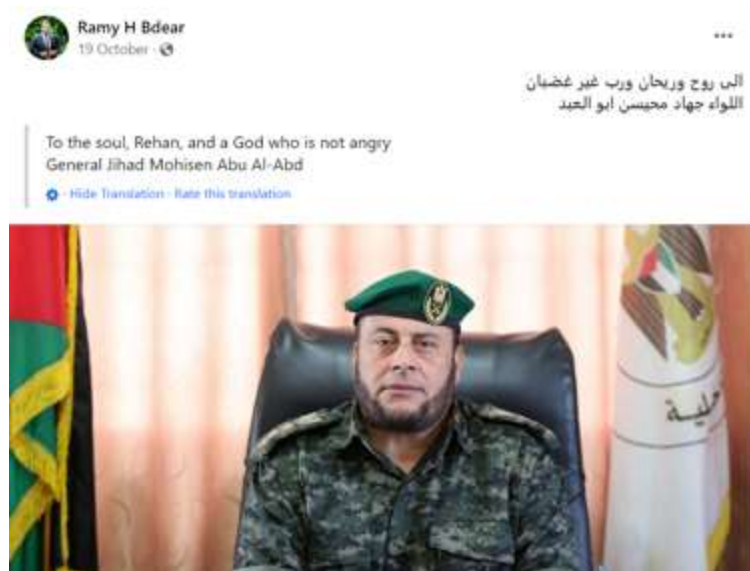 Ramy H Bdear
19 October
الى روح وريحان ورب غير غضبان
اللواء جهاد محيسن ابو العبد
To the soul, Rehan, and a God who is not angry
General Jihad Mohisen Abu Al-Abd
Hide Translation · Rate this translation